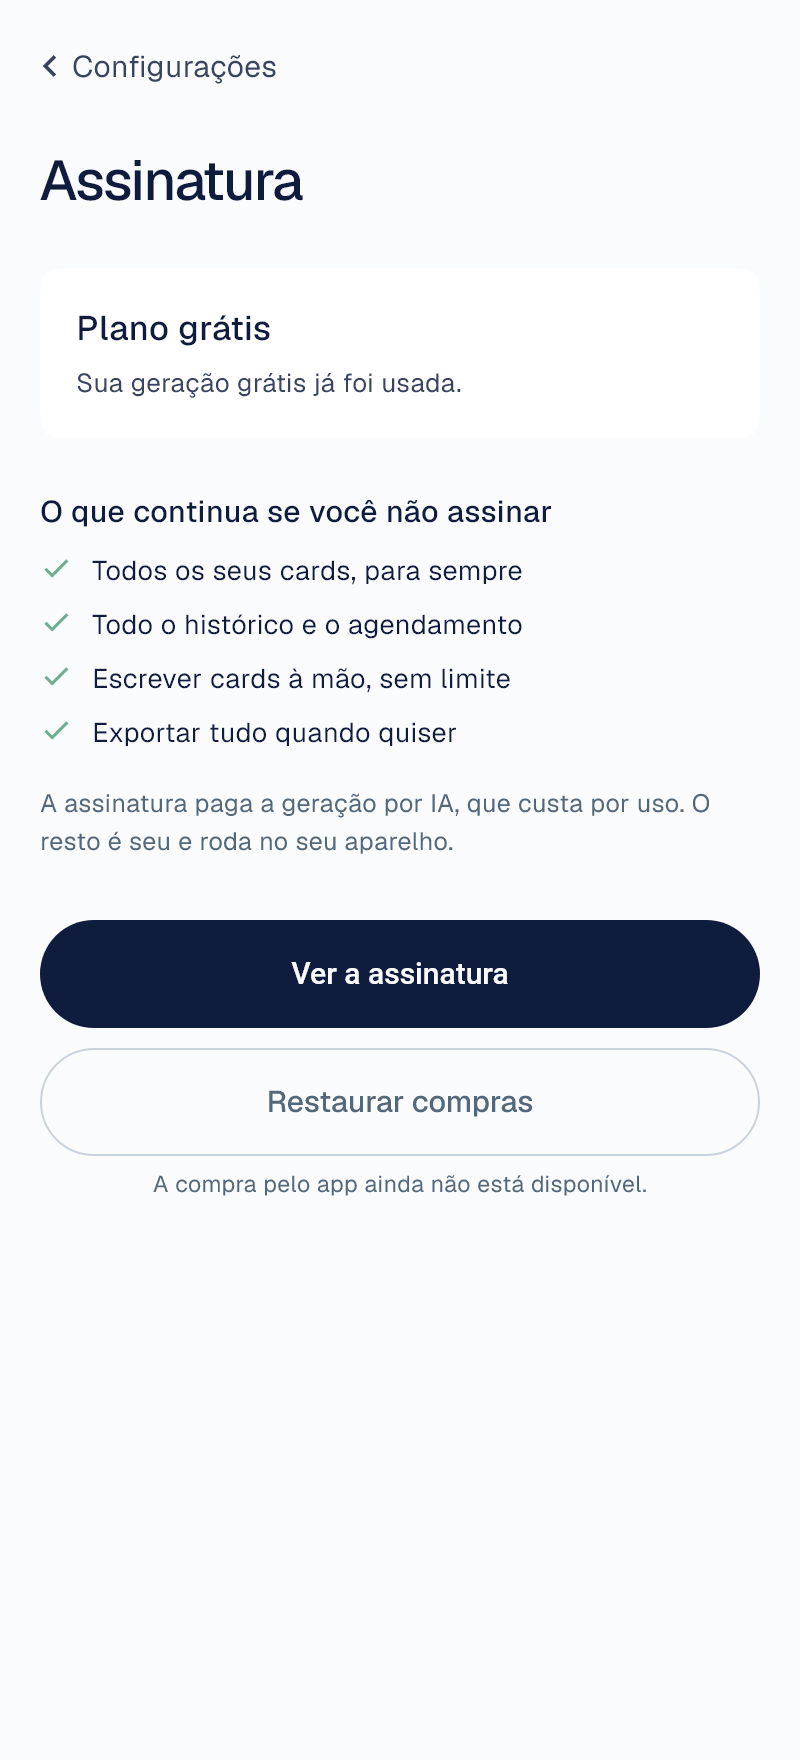 Configurações
Assinatura
Plano grátis
Sua geração grátis já foi usada.
O que continua se você não assinar
Todos os seus cards, para sempre
Todo o histórico e o agendamento
Escrever cards à mão, sem limite
Exportar tudo quando quiser
A assinatura paga a geração por IA, que custa por uso. O
resto é seu e roda no seu aparelho.
Ver a assinatura
Restaurar compras
A compra pelo app ainda não está disponível.